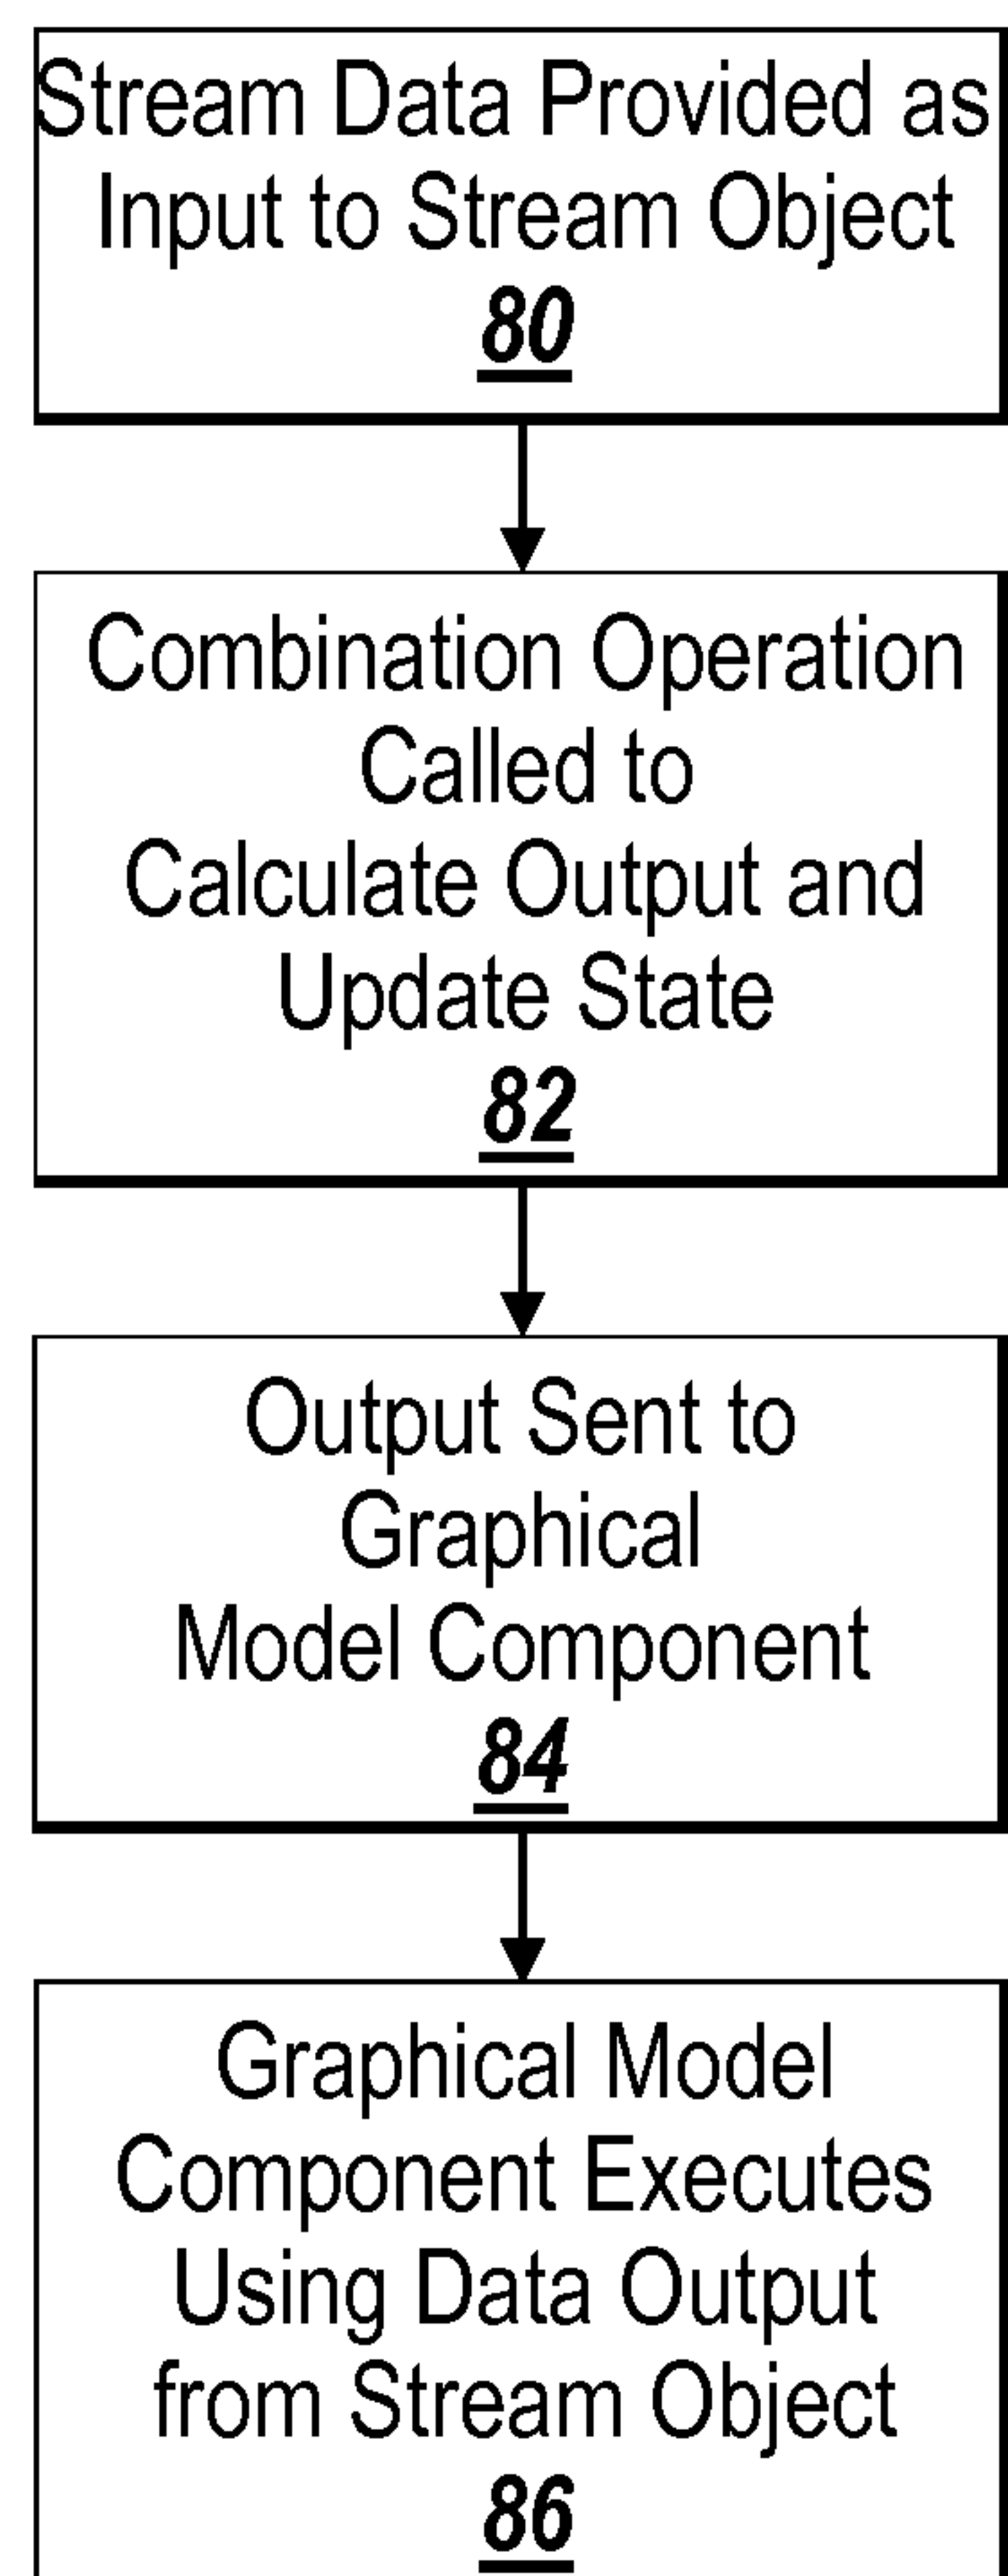 Stream Data Provided as
Input to Stream Object
80
Combination Operation
Called to
Calculate Output and
Update State
82
Output Sent to
Graphical
Model Component
84
Graphical Model
Component Executes
Using Data Output
from Stream Object
86